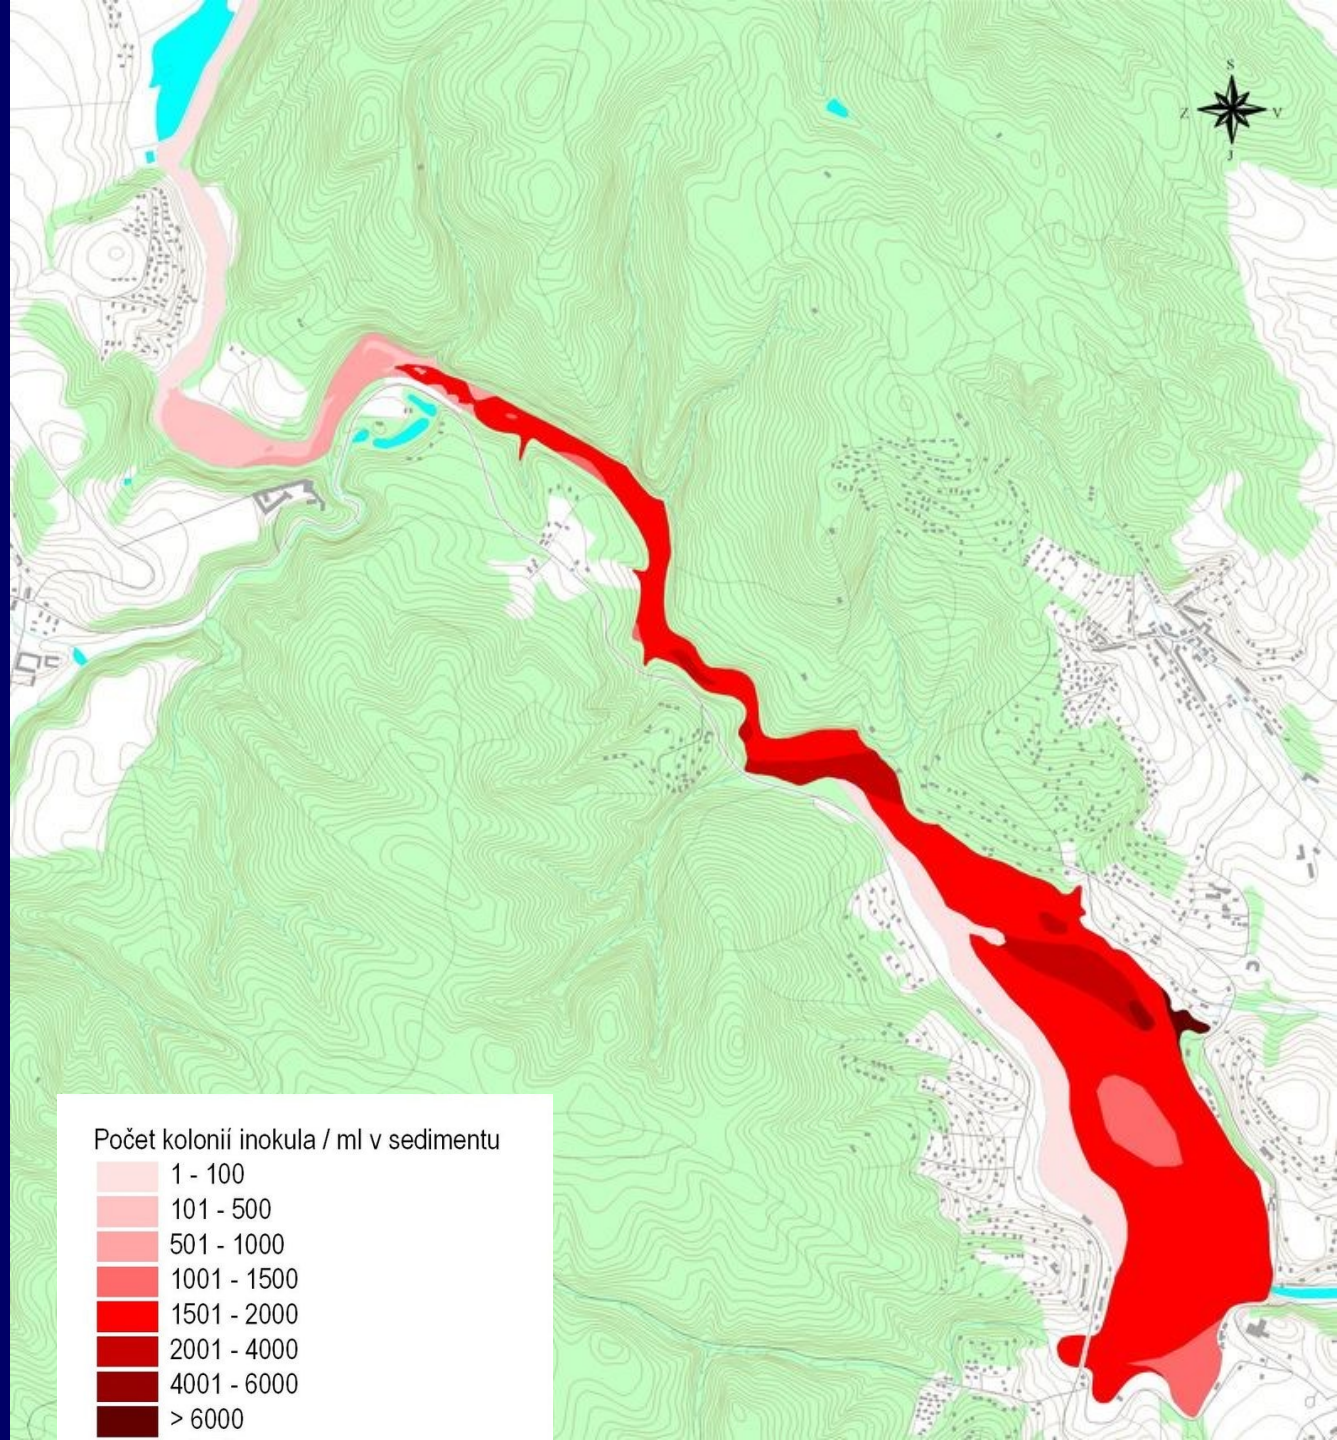 S
Z V
J
Počet kolonií inokula / ml v sedimentu
1 - 100
101 - 500
501 - 1000
1001 - 1500
1501 - 2000
2001 - 4000
4001 - 6000
> 6000